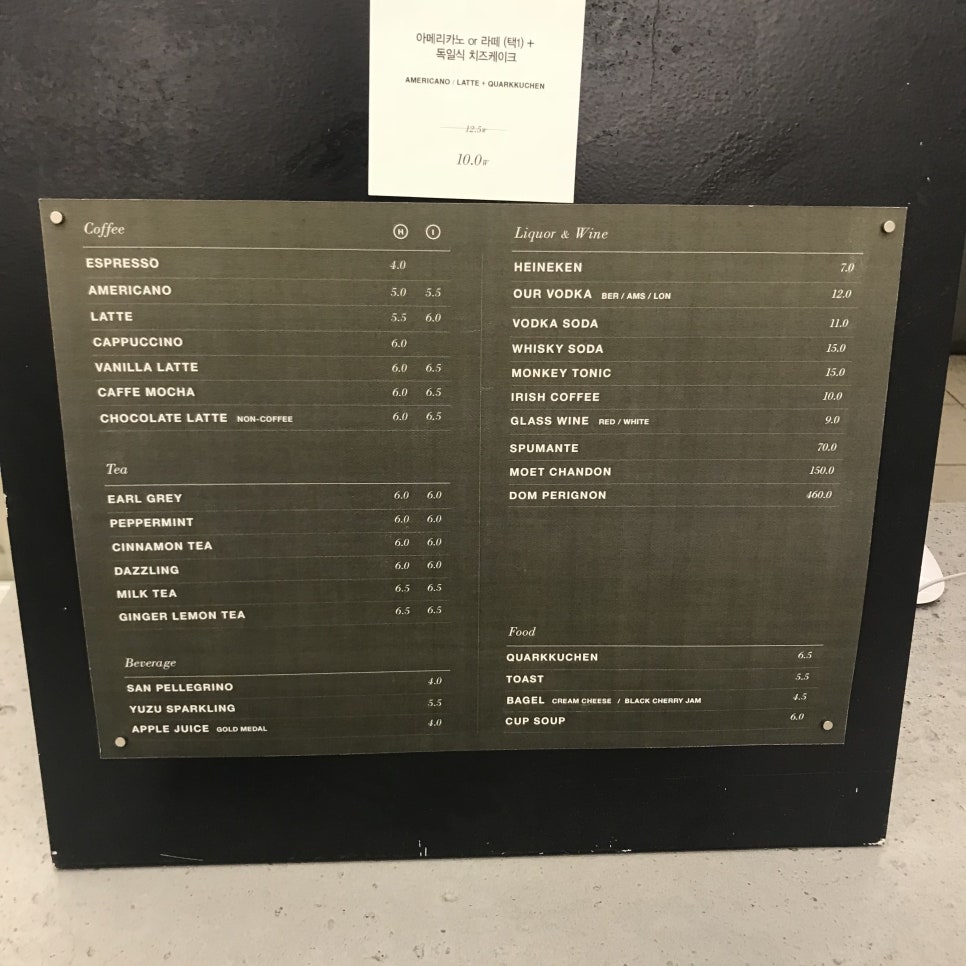 아메리카노 or 라떼 (택1) +
독일식 치즈케이크
AMERICANO / LATTE + QUARKKUCHEN
12.5₩
10.0₩
Coffee H I
ESPRESSO 4.0
AMERICANO 5.0 5.5
LATTE 5.5 6.0
CAPPUCCINO 6.0
VANILLA LATTE 6.0 6.5
CAFFE MOCHA 6.0 6.5
CHOCOLATE LATTE NON-COFFEE 6.0 6.5
Tea
EARL GREY 6.0 6.0
PEPPERMINT 6.0 6.0
CINNAMON TEA 6.0 6.0
DAZZLING 6.0 6.0
MILK TEA 6.5 6.5
GINGER LEMON TEA 6.5 6.5
Beverage
SAN PELLEGRINO 4.0
YUZU SPARKLING 5.5
APPLE JUICE GOLD MEDAL 4.0
Liquor & Wine
HEINEKEN 7.0
OUR VODKA BER / AMS / LON 12.0
VODKA SODA 11.0
WHISKY SODA 15.0
MONKEY TONIC 15.0
IRISH COFFEE 10.0
GLASS WINE RED / WHITE 9.0
SPUMANTE 70.0
MOET CHANDON 150.0
DOM PERIGNON 460.0
Food
QUARKKUCHEN 6.5
TOAST 5.5
BAGEL CREAM CHEESE / BLACK CHERRY JAM 4.5
CUP SOUP 6.0